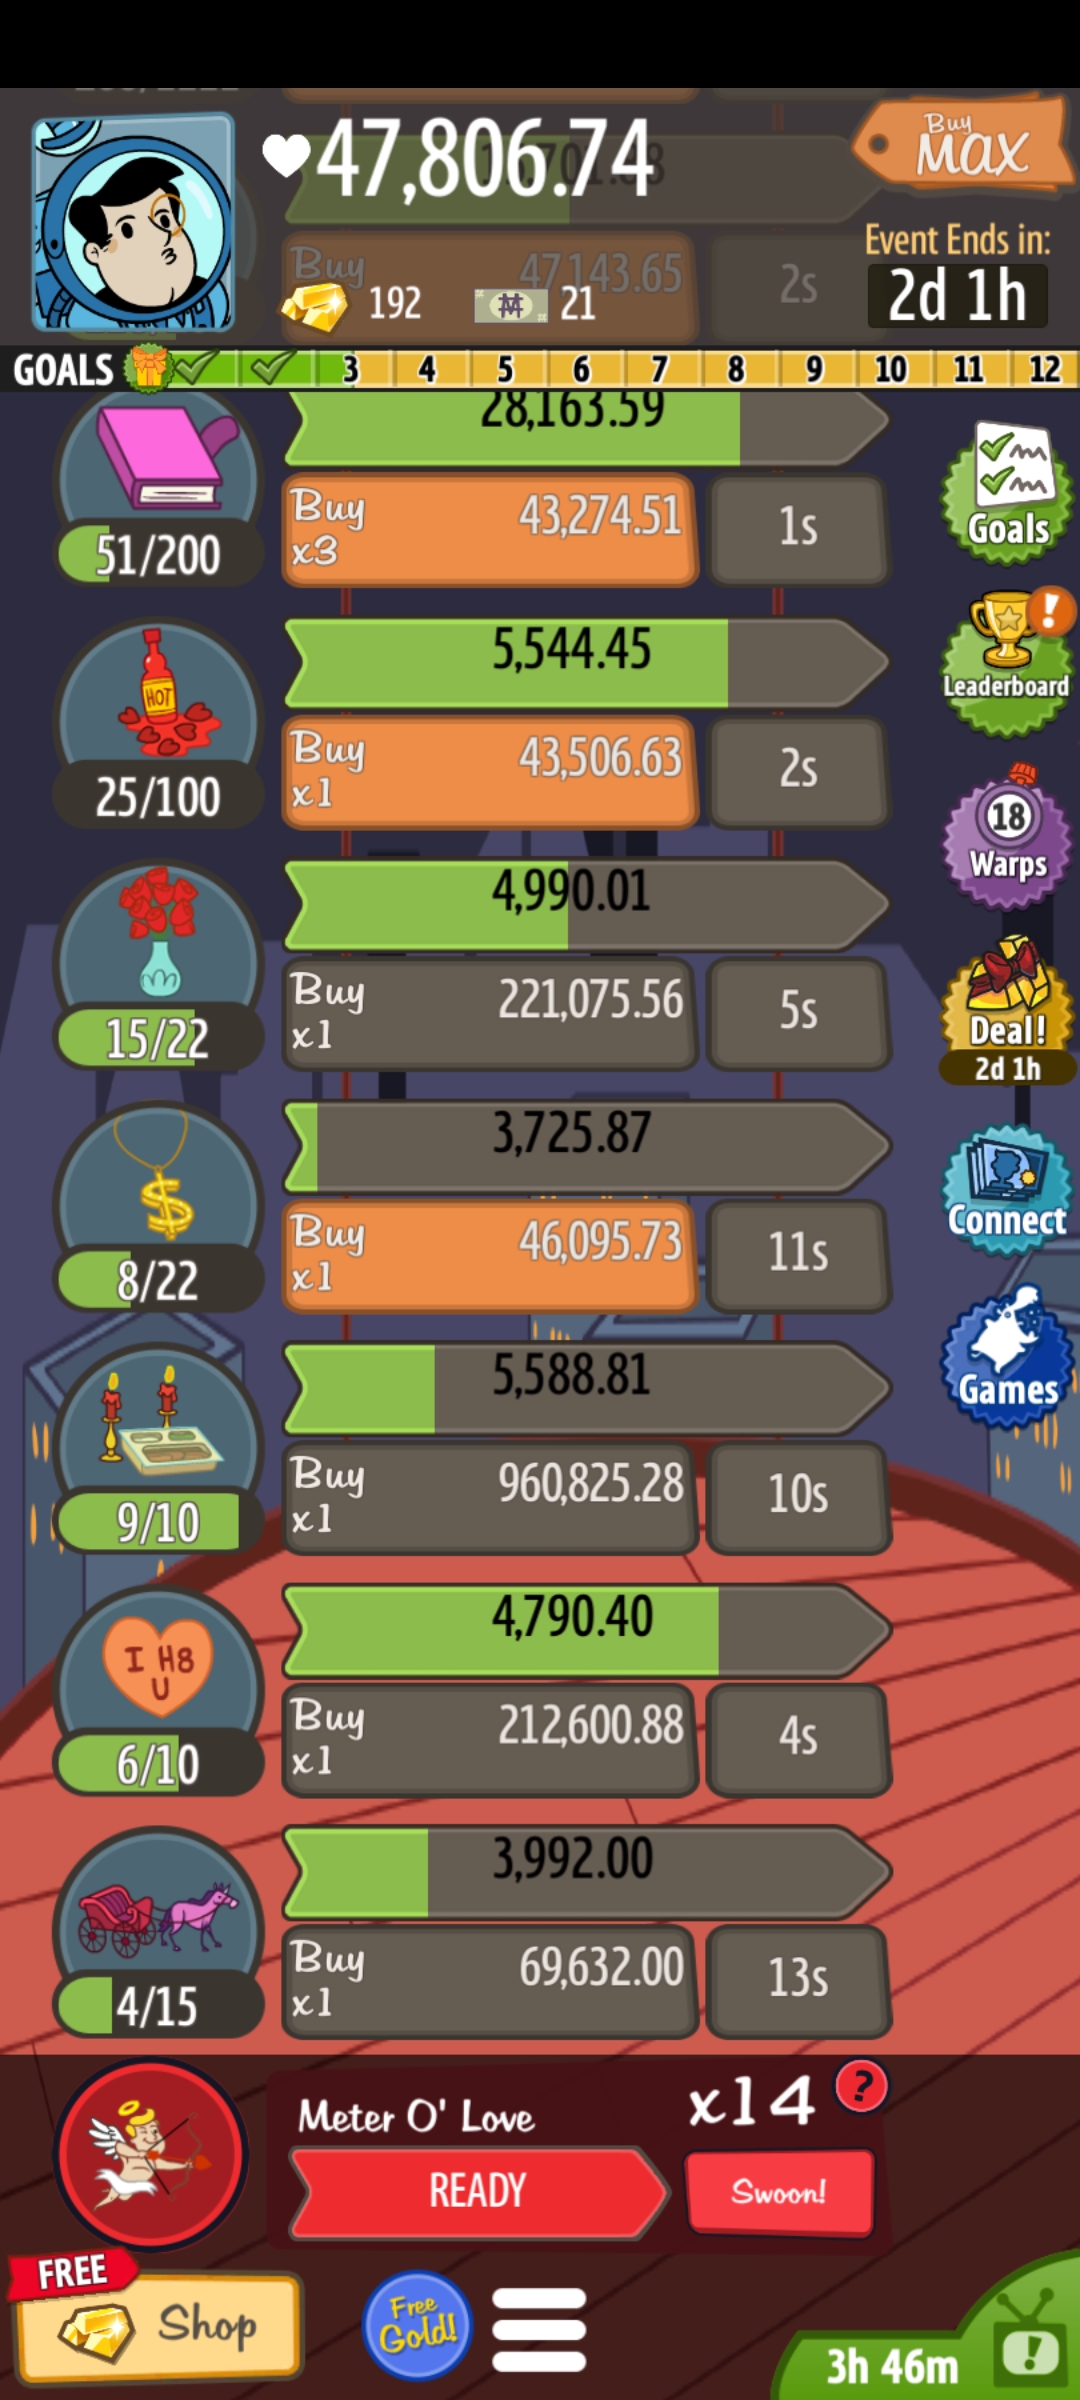 47,806.74
Buy
MAX
Buy
47,143.65
2s
192
21
Event Ends in:
2d 1h
GOALS
3
4
5
6
7
8
9
10
11
12
28,163.59
51/200
Buy
x3
43,274.51
1s
Goals
5,544.45
HOT
25/100
Buy
x1
43,506.63
2s
Leaderboard
4,990.01
15/22
Buy
x1
221,075.56
5s
18
Warps
3,725.87
$
8/22
Buy
x1
46,095.73
11s
Deal!
2d 1h
Connect
5,588.81
9/10
Buy
x1
960,825.28
10s
Games
4,790.40
I H8
U
6/10
Buy
x1
212,600.88
4s
3,992.00
4/15
Buy
x1
69,632.00
13s
Meter O' Love
x14
?
READY
Swoon!
FREE
Shop
Free
Gold!
3h 46m